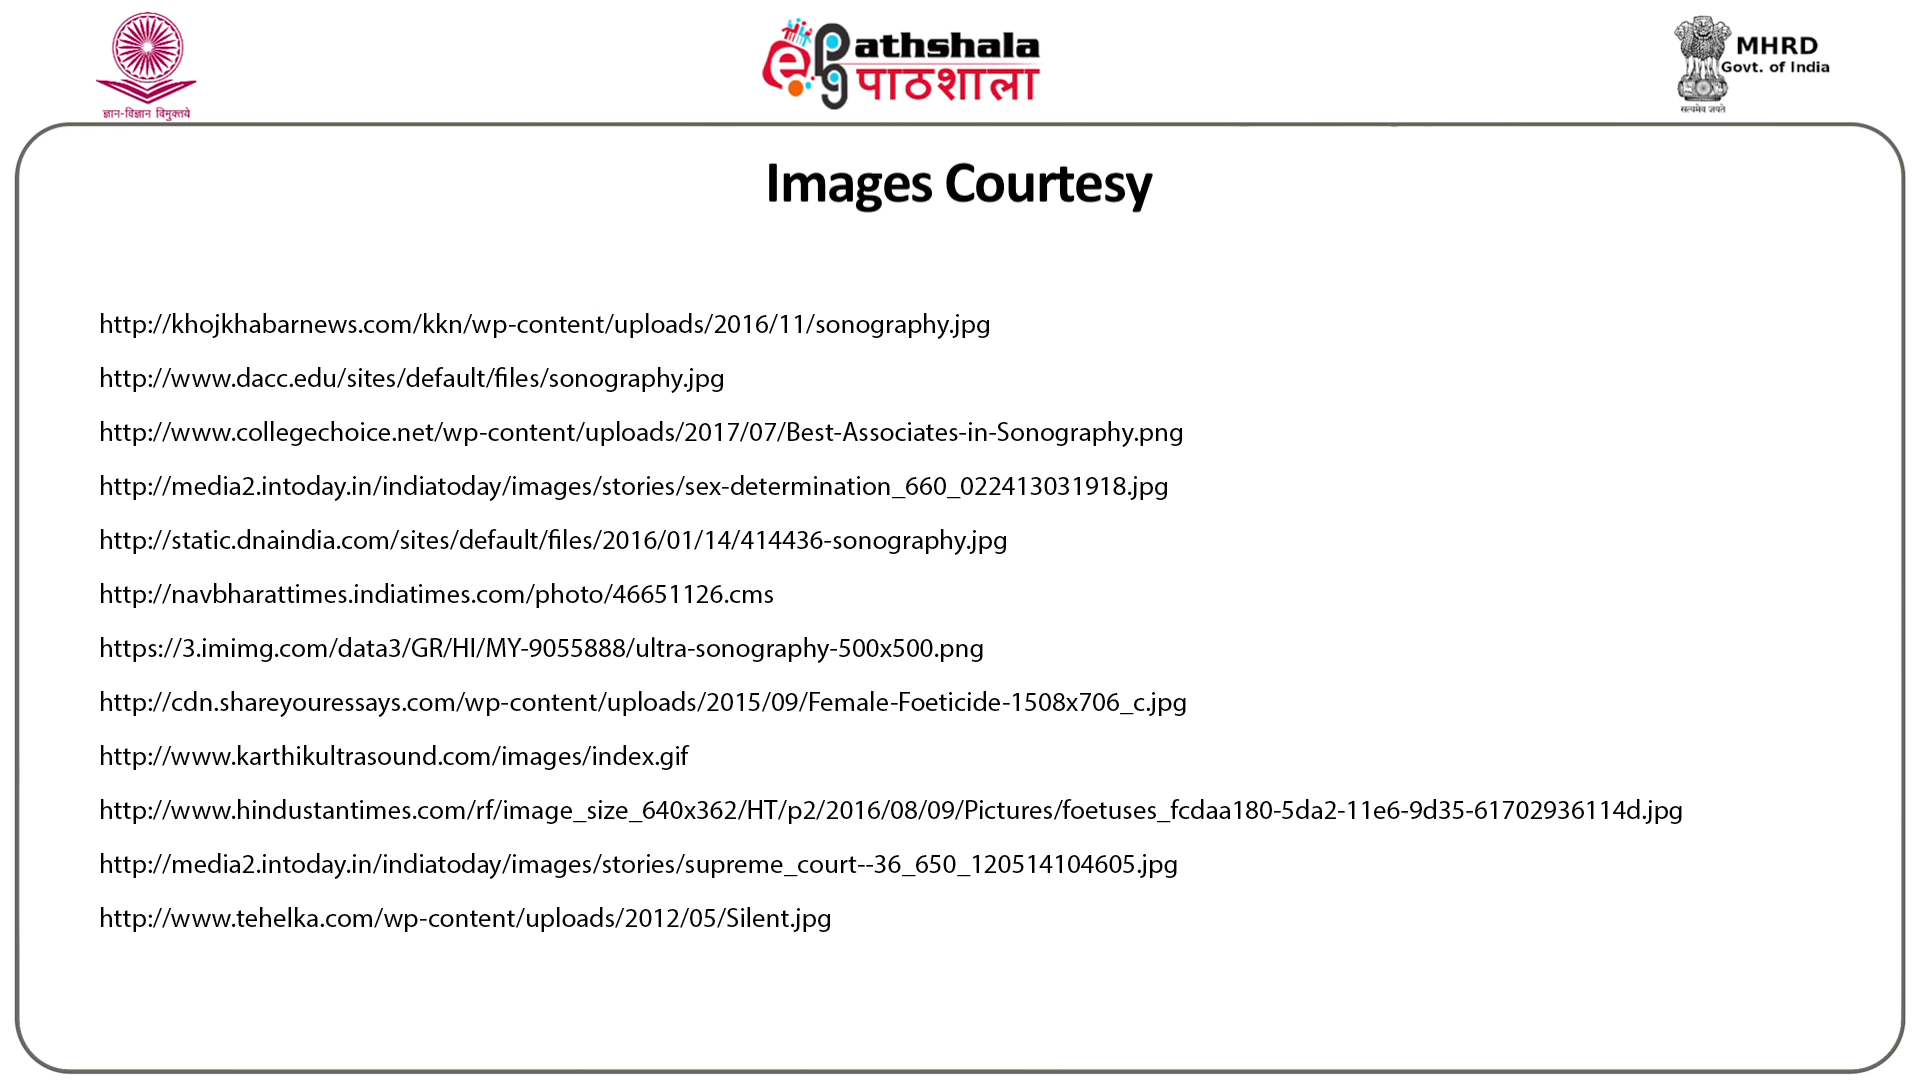 ज्ञान-विज्ञान विमुक्तये
ePG Pathshala
पाठशाला
MHRD
Govt. of India
सत्यमेव जयते
Images Courtesy
http://khojkhabarnews.com/kkn/wp-content/uploads/2016/11/sonography.jpg
http://www.dacc.edu/sites/default/files/sonography.jpg
http://www.collegechoice.net/wp-content/uploads/2017/07/Best-Associates-in-Sonography.png
http://media2.intoday.in/indiatoday/images/stories/sex-determination_660_022413031918.jpg
http://static.dnaindia.com/sites/default/files/2016/01/14/414436-sonography.jpg
http://navbharattimes.indiatimes.com/photo/46651126.cms
https://3.imimg.com/data3/GR/HI/MY-9055888/ultra-sonography-500x500.png
http://cdn.shareyouressays.com/wp-content/uploads/2015/09/Female-Foeticide-1508x706_c.jpg
http://www.karthikultrasound.com/images/index.gif
http://www.hindustantimes.com/rf/image_size_640x362/HT/p2/2016/08/09/Pictures/foetuses_fcdaa180-5da2-11e6-9d35-61702936114d.jpg
http://media2.intoday.in/indiatoday/images/stories/supreme_court--36_650_120514104605.jpg
http://www.tehelka.com/wp-content/uploads/2012/05/Silent.jpg